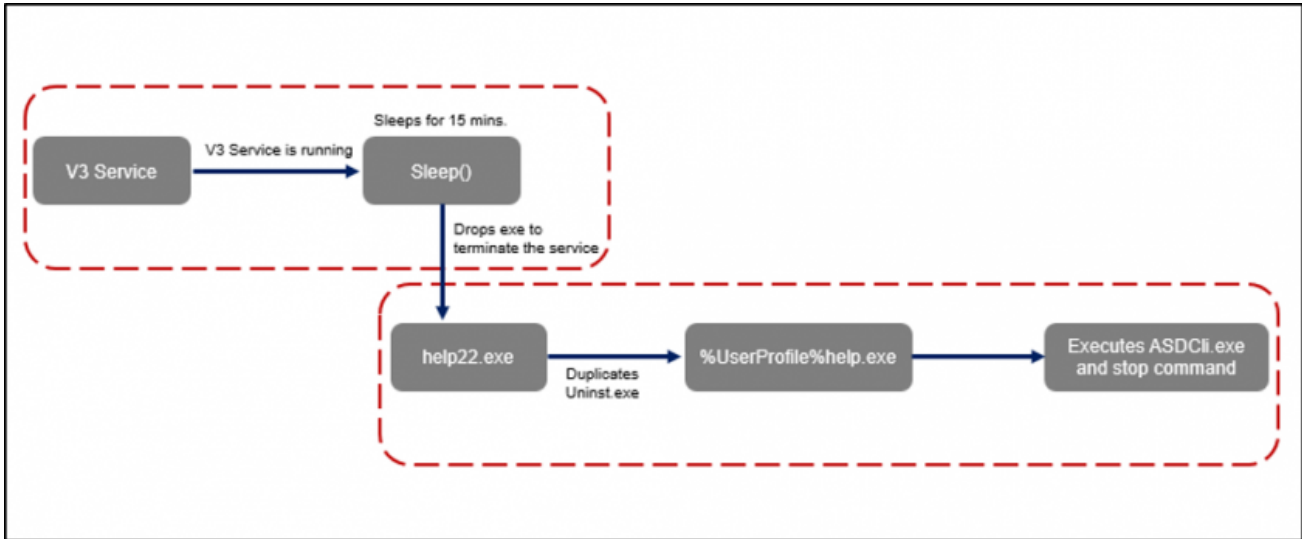 Sleeps for 15 mins.
V3 Service
V3 Service is running
Sleep()
Drops exe to
terminate the service
help22.exe
Duplicates
Uninst.exe
%UserProfile%help.exe
Executes ASDCli.exe
and stop command